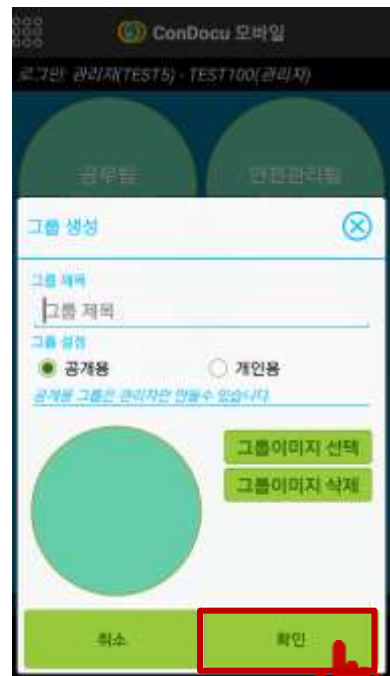 ConDocu 모바일
로그인: 관리자(TEST5) - TEST100(관리자)
공무팀 안전관리팀
그룹 생성
그룹 제목
그룹 제목
그룹 설정
공개용 개인용
공개용 그룹은 관리자만 만들수 있습니다.
그룹이미지 선택
그룹이미지 삭제
취소 확인